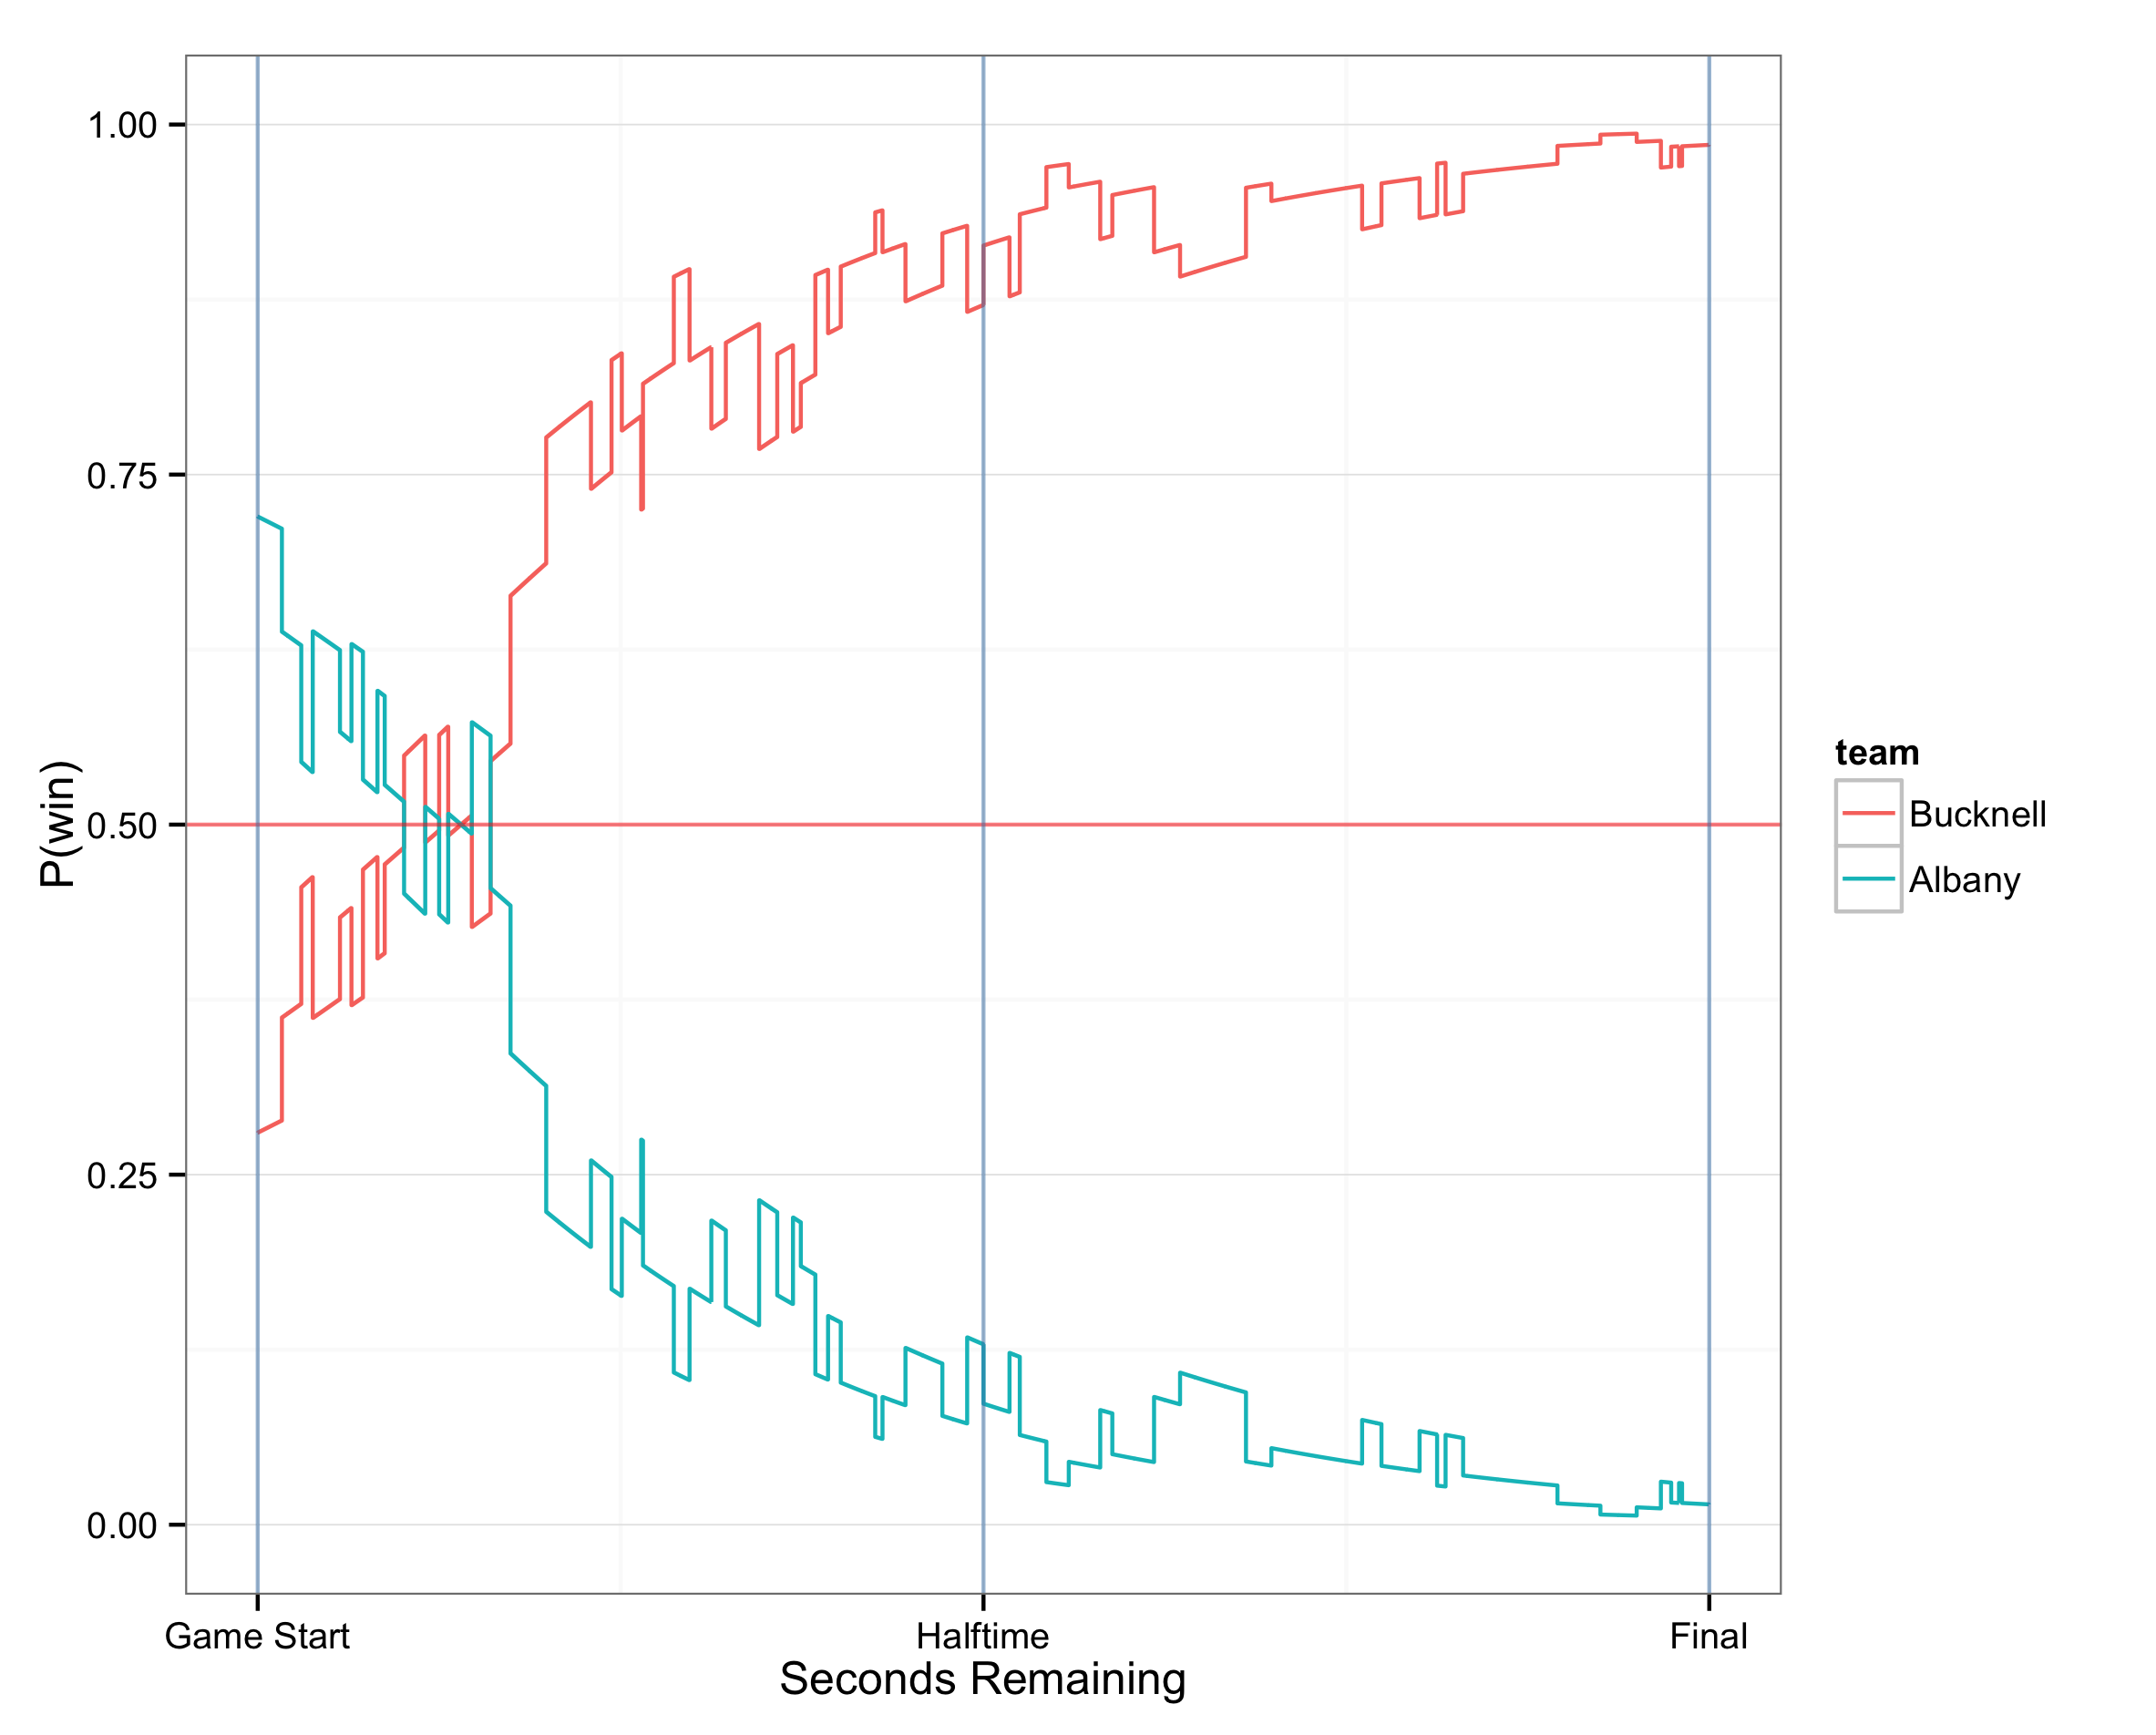 1.00
0.75
0.50
0.25
0.00
P(win)
Game Start
Halftime
Final
Seconds Remaining
team
Bucknell
Albany